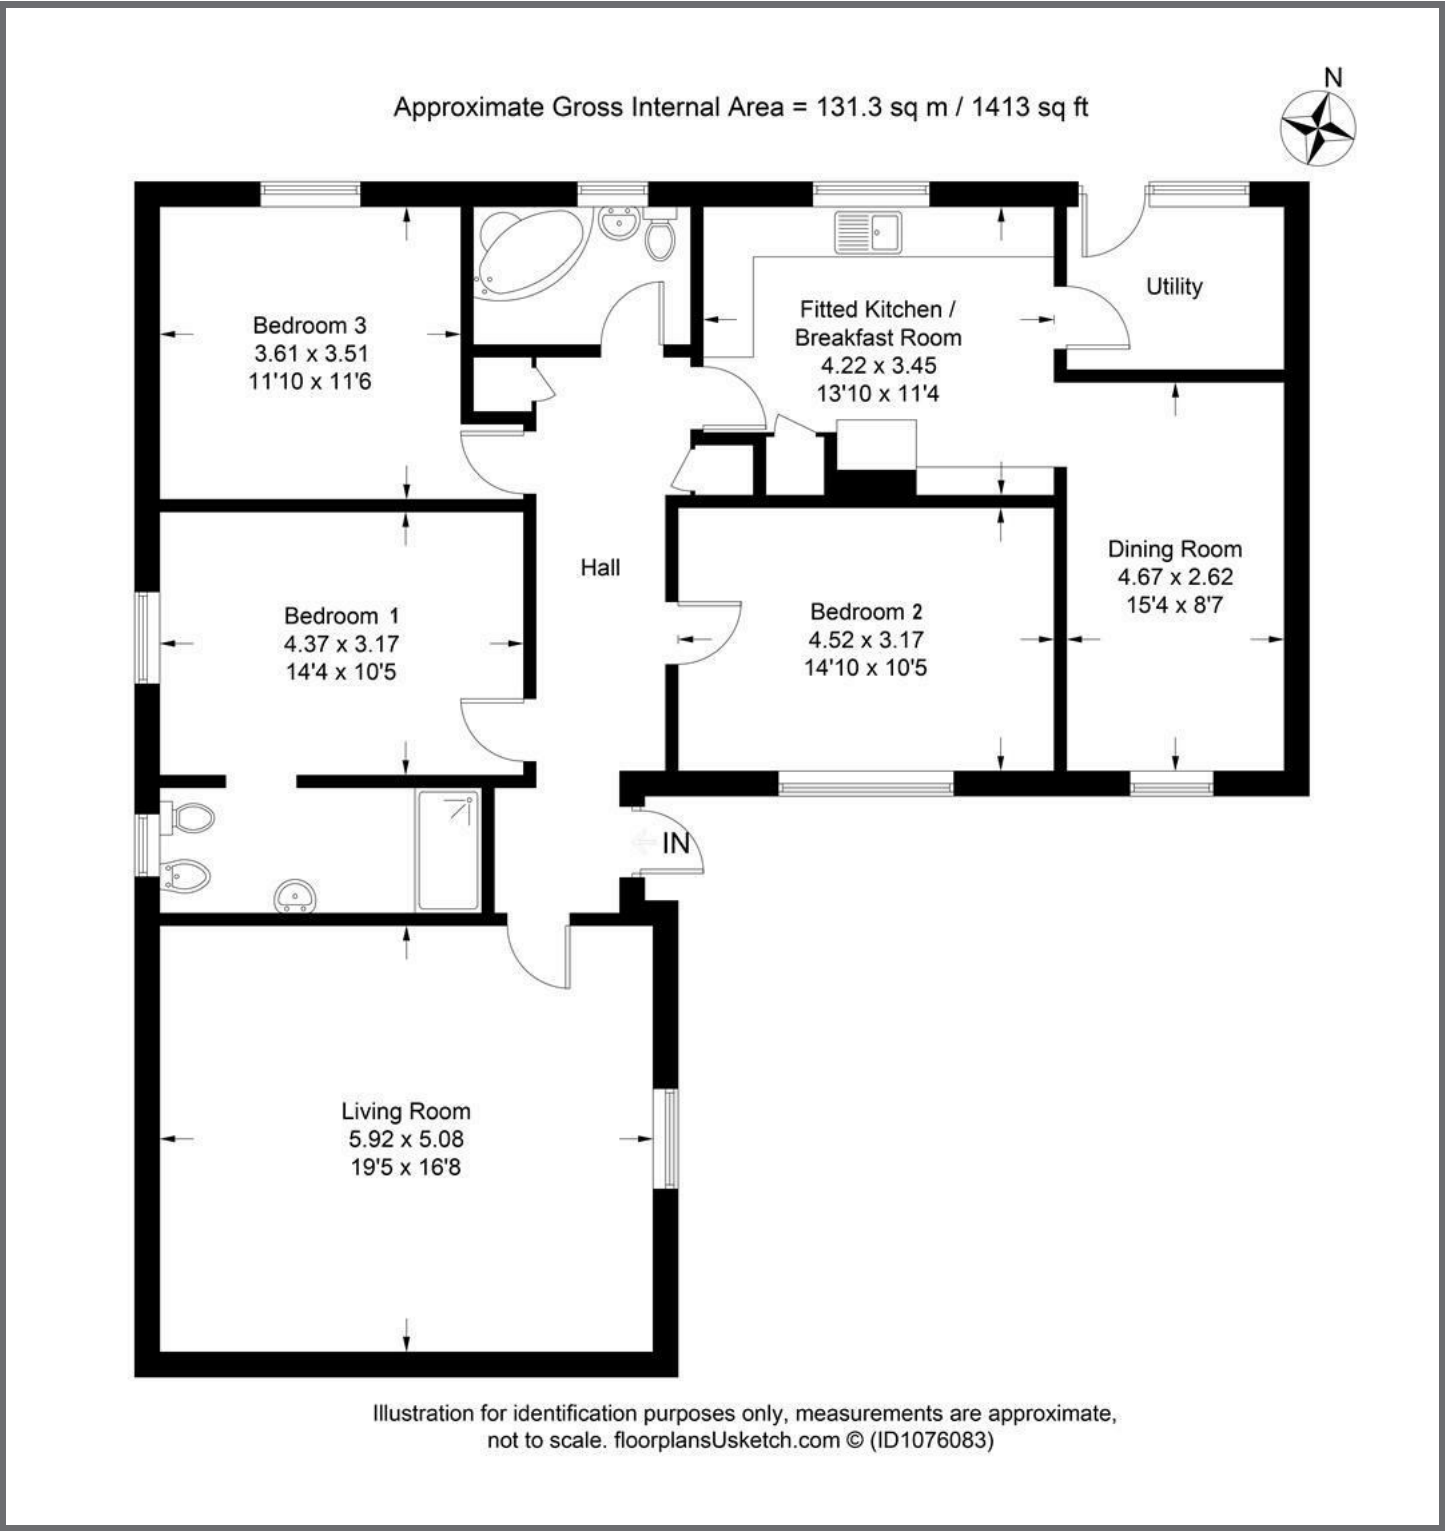 N
Approximate Gross Internal Area = 131.3 sq m / 1413 sq ft
Utility
Bedroom 3
3.61 x 3.51
11'10 x 11'6
Fitted Kitchen /
Breakfast Room
4.22 x 3.45
13'10 x 11'4
Hall
Dining Room
4.67 x 2.62
15'4 x 8'7
Bedroom 1
4.37 x 3.17
14'4 x 10'5
Bedroom 2
4.52 x 3.17
14'10 x 10'5
IN
Living Room
5.92 x 5.08
19'5 x 16'8
Illustration for identification purposes only, measurements are approximate,
not to scale. floorplansUsketch.com © (ID1076083)